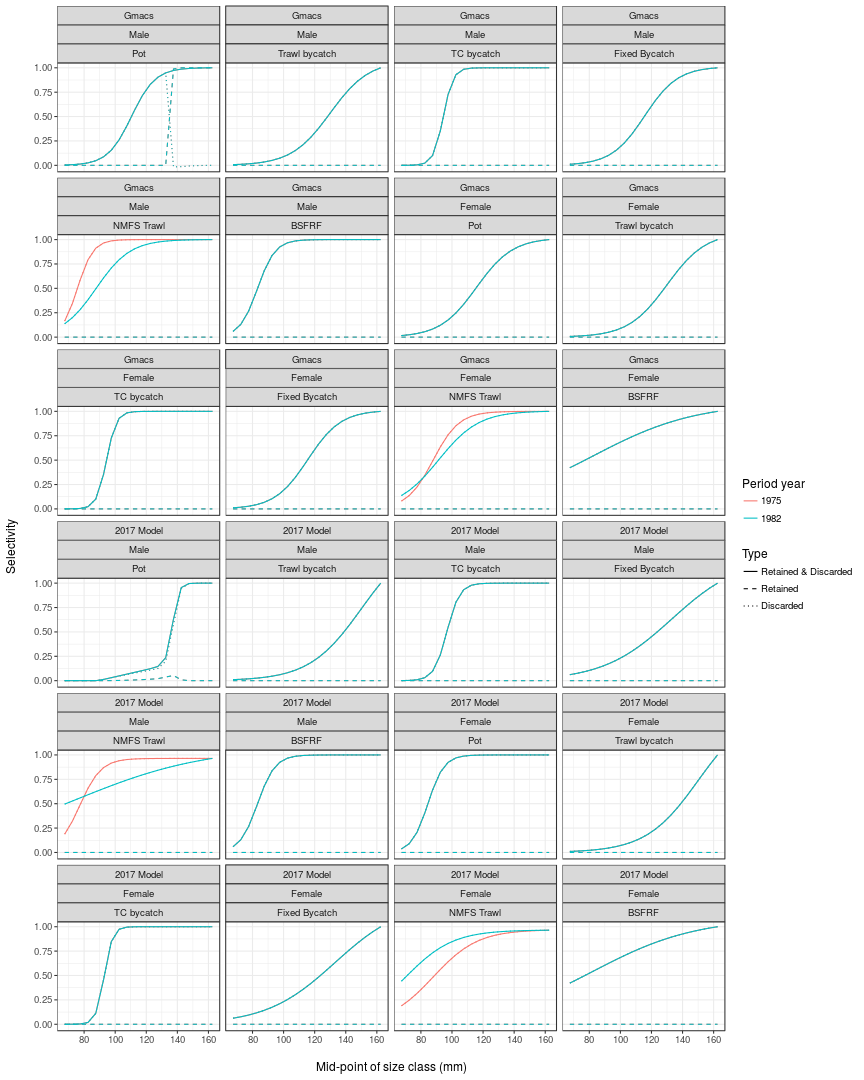 Gmacs Gmacs Gmacs Gmacs
Male Male Male Male
Pot Trawl bycatch TC bycatch Fixed Bycatch
1.00
0.75
0.50
0.25
0.00
Gmacs Gmacs Gmacs Gmacs
Male Male Female Female
NMFS Trawl BSFRF Pot Trawl bycatch
1.00
0.75
0.50
0.25
0.00
Gmacs Gmacs Gmacs Gmacs
Female Female Female Female
TC bycatch Fixed Bycatch NMFS Trawl BSFRF
1.00
0.75
0.50
0.25
0.00
2017 Model 2017 Model 2017 Model 2017 Model
Male Male Male Male
Pot Trawl bycatch TC bycatch Fixed Bycatch
1.00
0.75
0.50
0.25
0.00
2017 Model 2017 Model 2017 Model 2017 Model
Male Male Female Female
NMFS Trawl BSFRF Pot Trawl bycatch
1.00
0.75
0.50
0.25
0.00
2017 Model 2017 Model 2017 Model 2017 Model
Female Female Female Female
TC bycatch Fixed Bycatch NMFS Trawl BSFRF
1.00
0.75
0.50
0.25
0.00
80 100 120 140 160 80 100 120 140 160 80 100 120 140 160 80 100 120 140 160
Mid-point of size class (mm)
Selectivity
Period year
1975
1982
Type
Retained & Discarded
Retained
Discarded